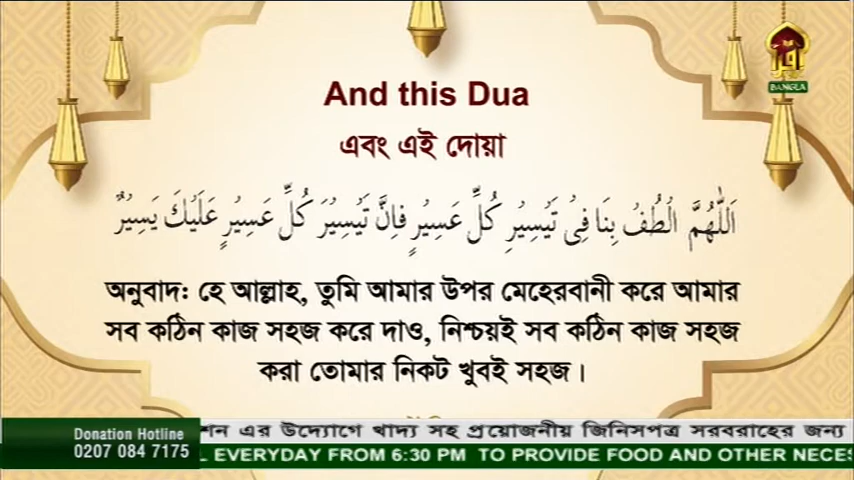 And this Dua
এবং এই দোয়া
اَللّٰهُمَّ الْطُفْ بِنَا فِیْ تَيْسِيْرِ كُلِّ عَسِيْرٍ فَاِنَّ تَيْسِيْرَ كُلِّ عَسِيْرٍ عَلَيْكَ يَسِيْرٌ
অনুবাদ: হে আল্লাহ, তুমি আমার উপর মেহেরবানী করে আমার
সব কঠিন কাজ সহজ করে দাও, নিশ্চয়ই সব কঠিন কাজ সহজ
করা তোমার নিকট খুবই সহজ।
BANGLA
Donation Hotline
0207 084 7175
এর উদ্যোগে খাদ্য সহ প্রয়োজনীয় জিনিসপত্র সরবরাহের জন্য
EVERYDAY FROM 6:30 PM TO PROVIDE FOOD AND OTHER